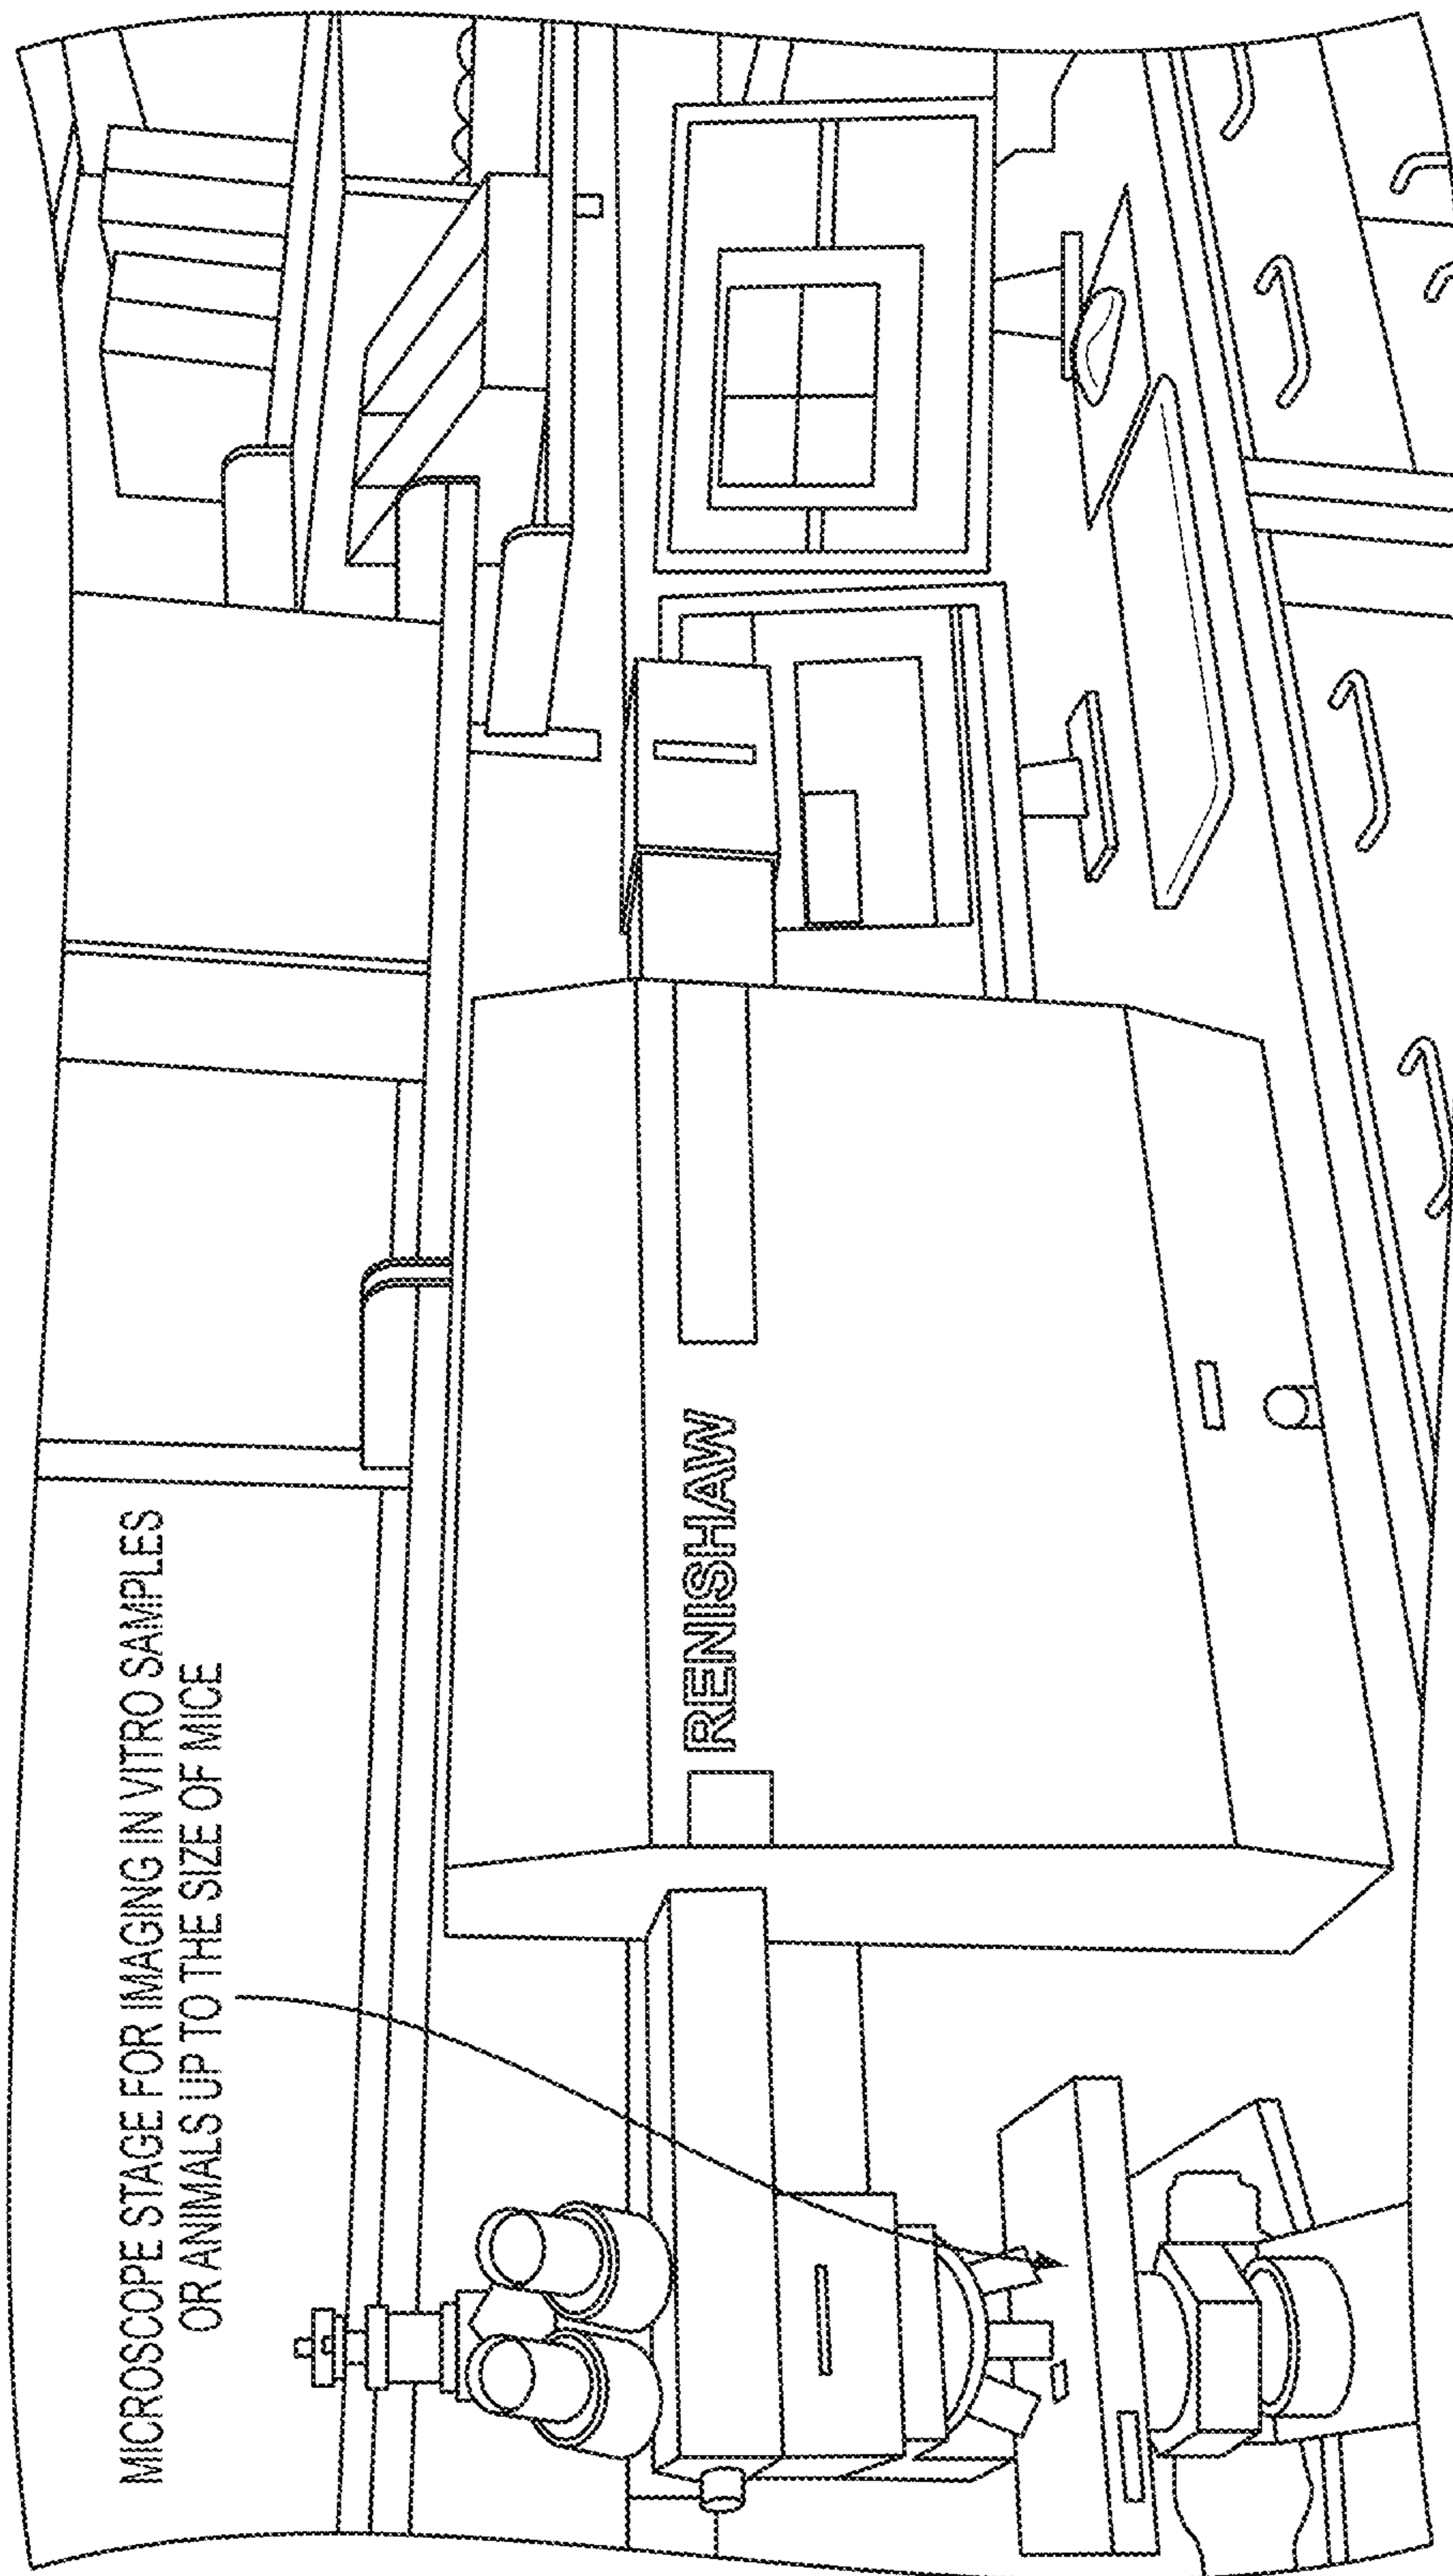 MICROSCOPE STAGE FOR IMAGING IN VITRO SAMPLES
OR ANIMALS UP TO THE SIZE OF MICE
RENISHAW